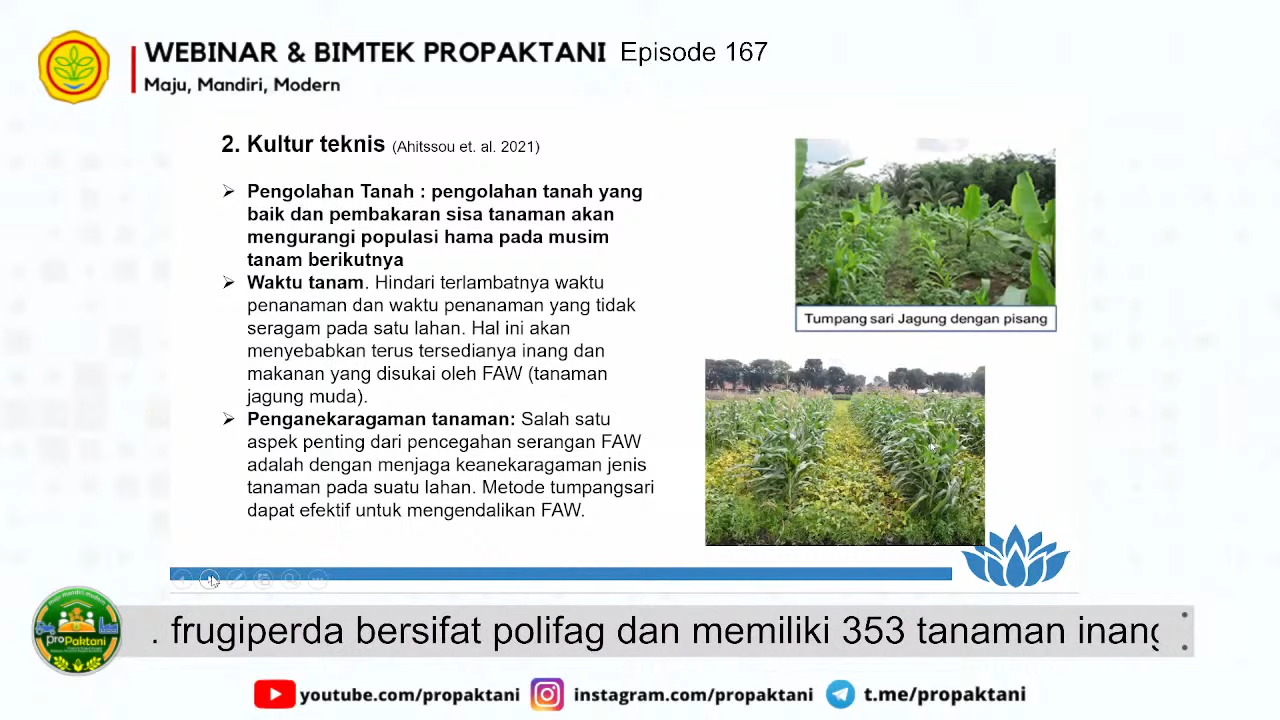 WEBINAR & BIMTEK PROPAKTANI Episode 167
Maju, Mandiri, Modern
2. Kultur teknis (Ahitssou et. al. 2021)
➢ Pengolahan Tanah : pengolahan tanah yang
baik dan pembakaran sisa tanaman akan
mengurangi populasi hama pada musim
tanam berikutnya
➢ Waktu tanam. Hindari terlambatnya waktu
penanaman dan waktu penanaman yang tidak
seragam pada satu lahan. Hal ini akan
menyebabkan terus tersedianya inang dan
makanan yang disukai oleh FAW (tanaman
jagung muda).
➢ Penganekaragaman tanaman: Salah satu
aspek penting dari pencegahan serangan FAW
adalah dengan menjaga keanekaragaman jenis
tanaman pada suatu lahan. Metode tumpangsari
dapat efektif untuk mengendalikan FAW.
Tumpang sari Jagung dengan pisang
proPaktani
. frugiperda bersifat polifag dan memiliki 353 tanaman inang
youtube.com/propaktani
instagram.com/propaktani
t.me/propaktani